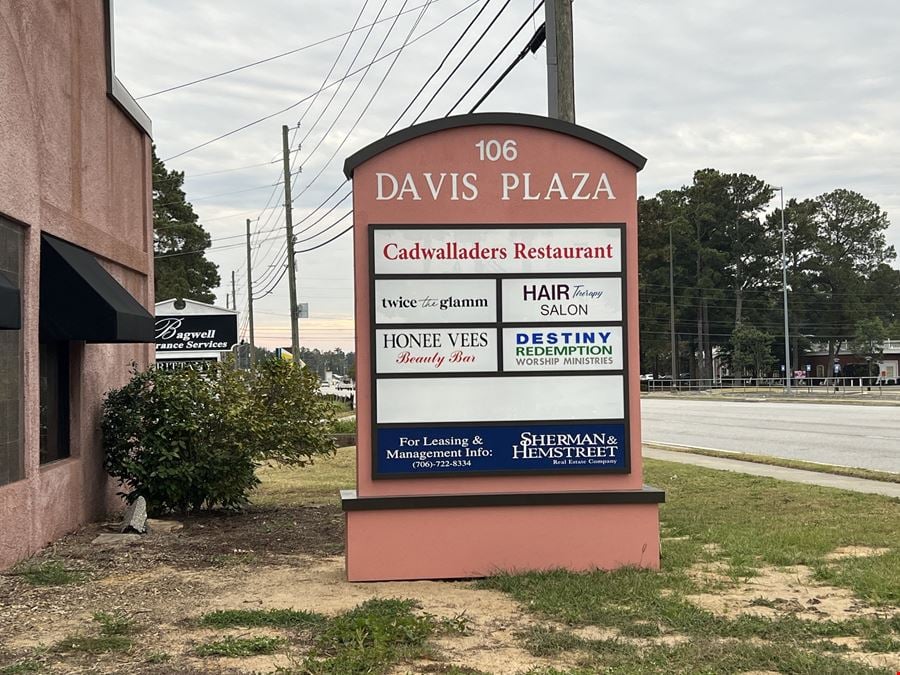 106
DAVIS PLAZA
Cadwalladers Restaurant
twice the glamm
HAIR Therapy
SALON
HONEE VEES
Beauty Bar
DESTINY
REDEMPTION
WORSHIP MINISTRIES
For Leasing &
Management Info:
(706)-722-8334
SHERMAN &
HEMSTREET
Real Estate Company
Bagwell
rance Services